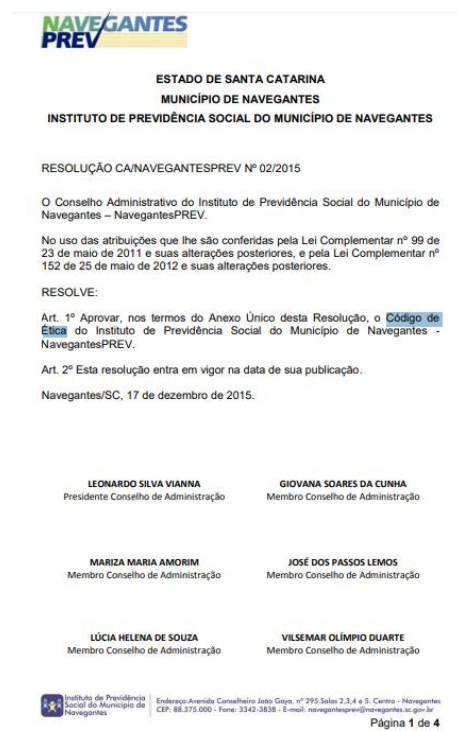 NAVEGANTES
PREV
ESTADO DE SANTA CATARINA
MUNICÍPIO DE NAVEGANTES
INSTITUTO DE PREVIDÊNCIA SOCIAL DO MUNICÍPIO DE NAVEGANTES
RESOLUÇÃO CA/NAVEGANTESPREV Nº 02/2015
O Conselho Administrativo do Instituto de Previdência Social do Município de
Navegantes – NavegantesPREV.
No uso das atribuições que lhe são conferidas pela Lei Complementar nº 99 de
23 de maio de 2011 e suas alterações posteriores, e pela Lei Complementar nº
152 de 25 de maio de 2012 e suas alterações posteriores.
RESOLVE:
Art. 1º Aprovar, nos termos do Anexo Único desta Resolução, o Código de
Ética do Instituto de Previdência Social do Município de Navegantes -
NavegantesPREV.
Art. 2º Esta resolução entra em vigor na data de sua publicação.
Navegantes/SC, 17 de dezembro de 2015.
LEONARDO SILVA VIANNA
Presidente Conselho de Administração
GIOVANA SOARES DA CUNHA
Membro Conselho de Administração
MARIZA MARIA AMORIM
Membro Conselho de Administração
JOSÉ DOS PASSOS LEMOS
Membro Conselho de Administração
LÚCIA HELENA DE SOUZA
Membro Conselho de Administração
VILSEMAR OLÍMPIO DUARTE
Membro Conselho de Administração
Instituto de Previdência
Social do Município de
Navegantes
Endereço:Avenida Conselheiro João Gaya, nº 295.Salas 2,3,4 e 5. Centro - Navegantes
CEP: 88.375.000 - Fone: 3342-3838 - E-mail: navegantesprev@navegantes.sc.gov.br
Página 1 de 4